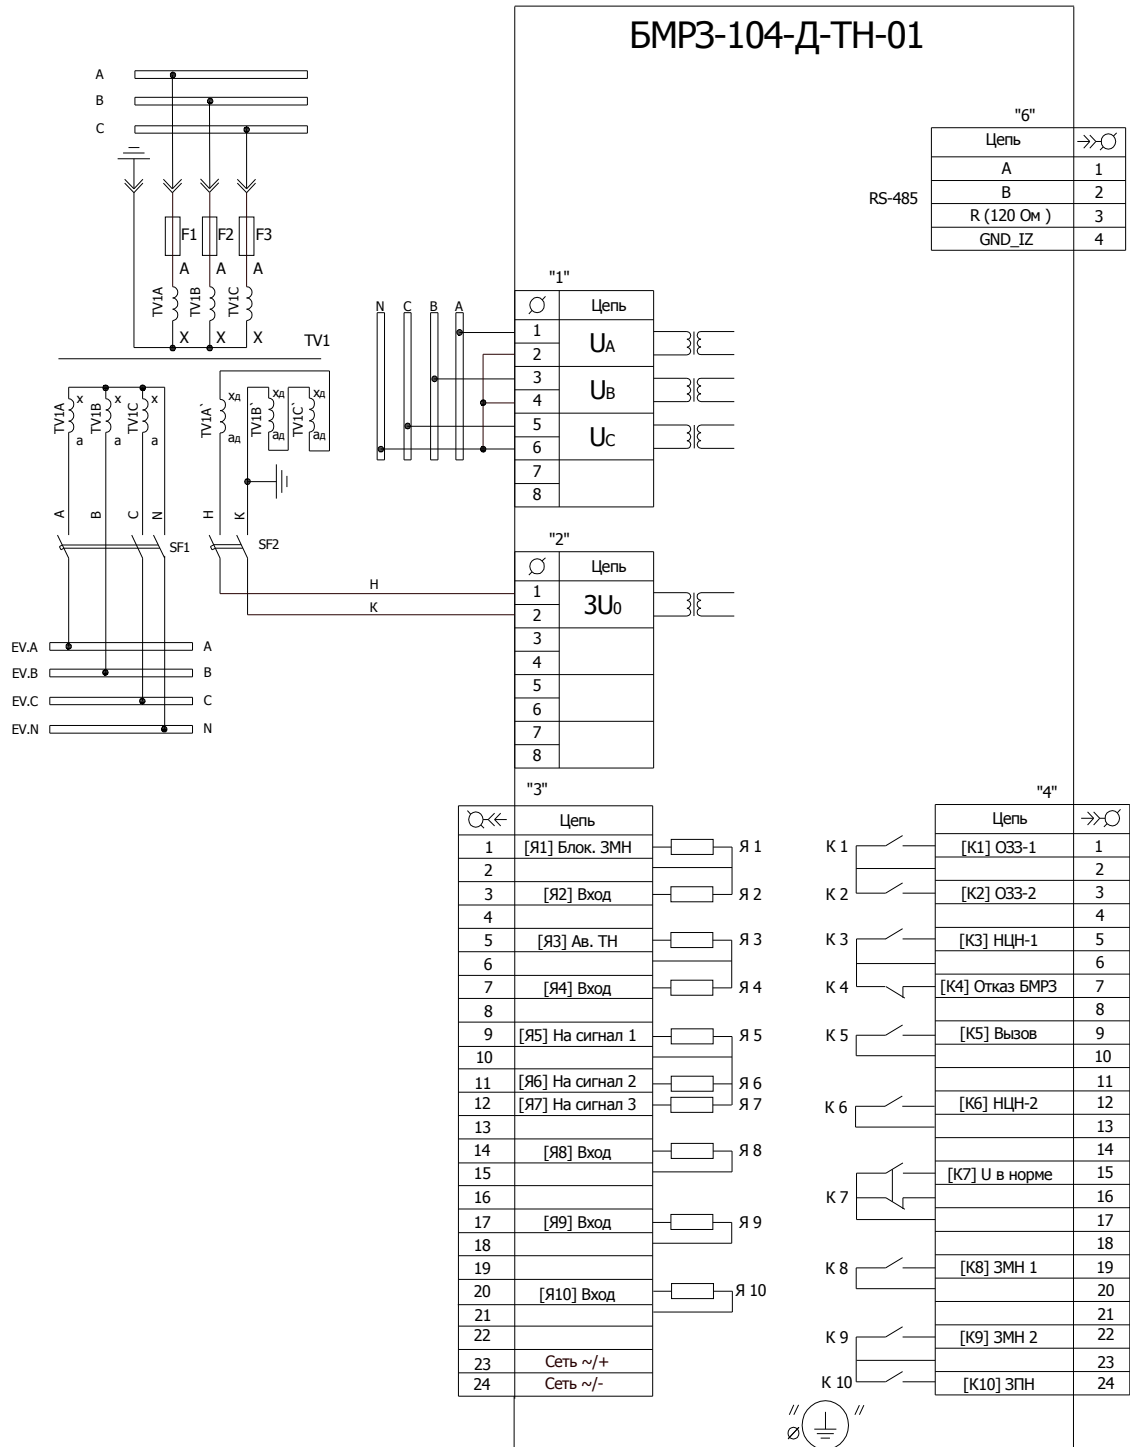 БМРЗ-104-Д-ТН-01
A
B
C
F1 F2 F3
A A A
TV1A TV1B TV1C
X X X
TV1
"6"
Цепь
RS-485
A 1
B 2
R (120 Ом ) 3
GND_IZ 4
"1"
N C B A
Цепь
1 UA
2
3 UB
4
5 UC
6
7
8
TV1A TV1B TV1C
x x x
a a a
TV1A` TV1B` TV1C`
xд xд xд
aд aд aд
A B C N
H K
SF1
SF2
"2"
Цепь
H
K
1 3U0
2
3
4
5
6
7
8
EV.A A
EV.B B
EV.C C
EV.N N
"3"
Цепь
1 [Я1] Блок. ЗМН Я 1
2
3 [Я2] Вход Я 2
4
5 [Я3] Ав. ТН Я 3
6
7 [Я4] Вход Я 4
8
9 [Я5] На сигнал 1 Я 5
10
11 [Я6] На сигнал 2 Я 6
12 [Я7] На сигнал 3 Я 7
13
14 [Я8] Вход Я 8
15
16
17 [Я9] Вход Я 9
18
19
20 [Я10] Вход Я 10
21
22
23 Сеть ~/+
24 Сеть ~/-
"4"
Цепь
К 1 [К1] ОЗЗ-1 1
2
К 2 [К2] ОЗЗ-2 3
4
К 3 [К3] НЦН-1 5
6
К 4 [К4] Отказ БМРЗ 7
8
К 5 [К5] Вызов 9
10
11
К 6 [К6] НЦН-2 12
13
14
[К7] U в норме 15
К 7 16
17
18
К 8 [К8] ЗМН 1 19
20
21
К 9 [К9] ЗМН 2 22
23
К 10 [К10] ЗПН 24